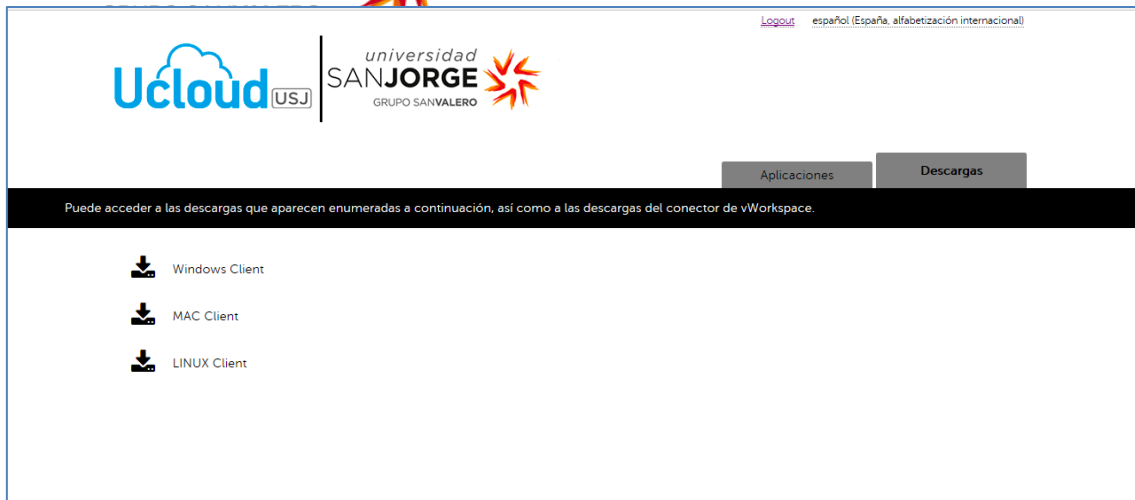 Logout español (España, alfabetización internacional)
Ucloud USJ
universidad
SANJORGE
GRUPO SANVALERO
Aplicaciones Descargas
Puede acceder a las descargas que aparecen enumeradas a continuación, así como a las descargas del conector de vWorkspace.
Windows Client
MAC Client
LINUX Client